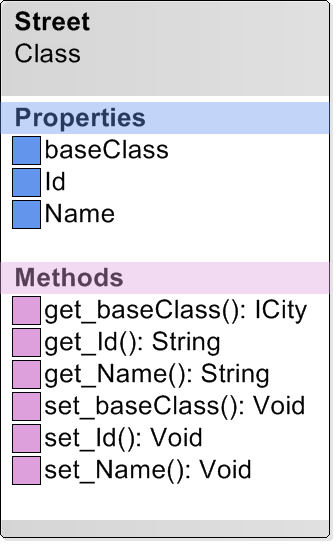 Street
Class
Properties
baseClass
Id
Name
Methods
get_baseClass(): ICity
get_Id(): String
get_Name(): String
set_baseClass(): Void
set_Id(): Void
set_Name(): Void